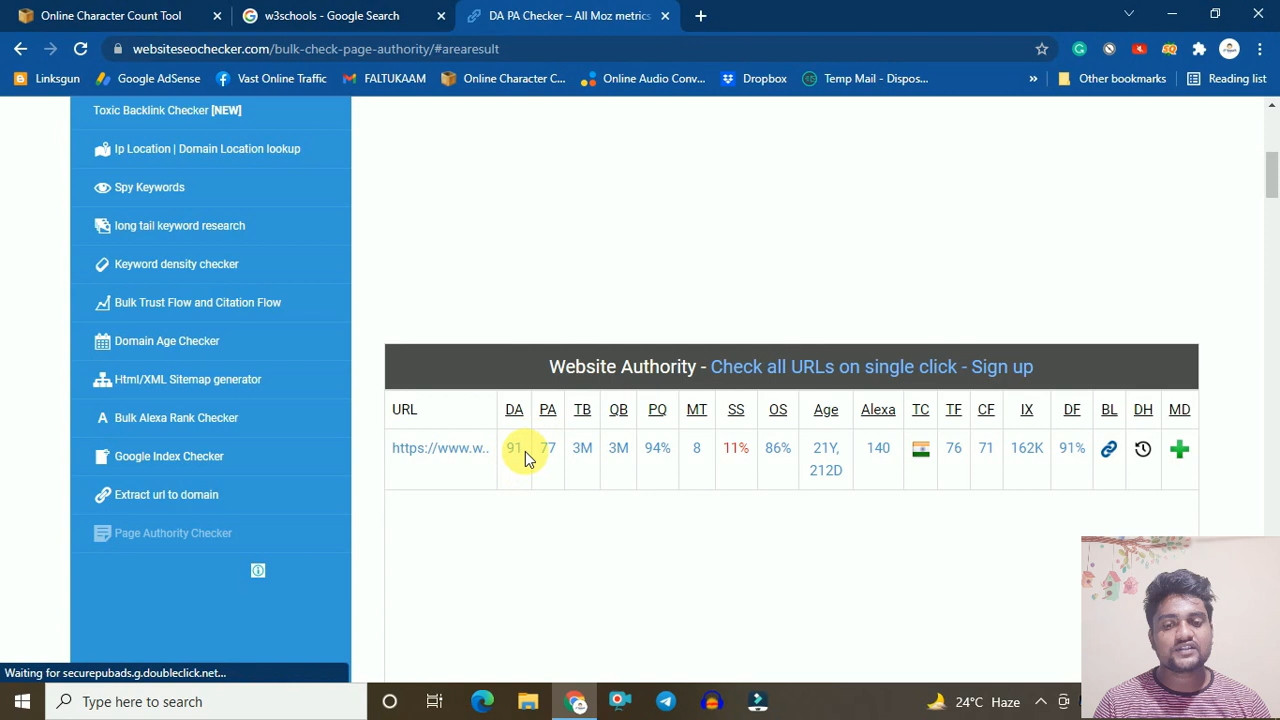 Online Character Count Tool
w3schools - Google Search
DA PA Checker – All Moz metrics
websiteseochecker.com/bulk-check-page-authority/#arearesult
Linksgun
Google AdSense
Vast Online Traffic
FALTUKAAM
Online Character C...
Online Audio Conv...
Dropbox
Temp Mail - Dispos...
»
Other bookmarks
Reading list
Toxic Backlink Checker [NEW]
Ip Location | Domain Location lookup
Spy Keywords
long tail keyword research
Keyword density checker
Bulk Trust Flow and Citation Flow
Domain Age Checker
Html/XML Sitemap generator
Bulk Alexa Rank Checker
Google Index Checker
Extract url to domain
Page Authority Checker
Website Authority - Check all URLs on single click - Sign up
URL DA PA TB QB PQ MT SS OS Age Alexa TC TF CF IX DF BL DH MD
https://www.w.. 91 77 3M 3M 94% 8 11% 86% 21Y, 140 76 71 162K 91%
212D
Waiting for securepubads.g.doubleclick.net...
Type here to search
24°C Haze